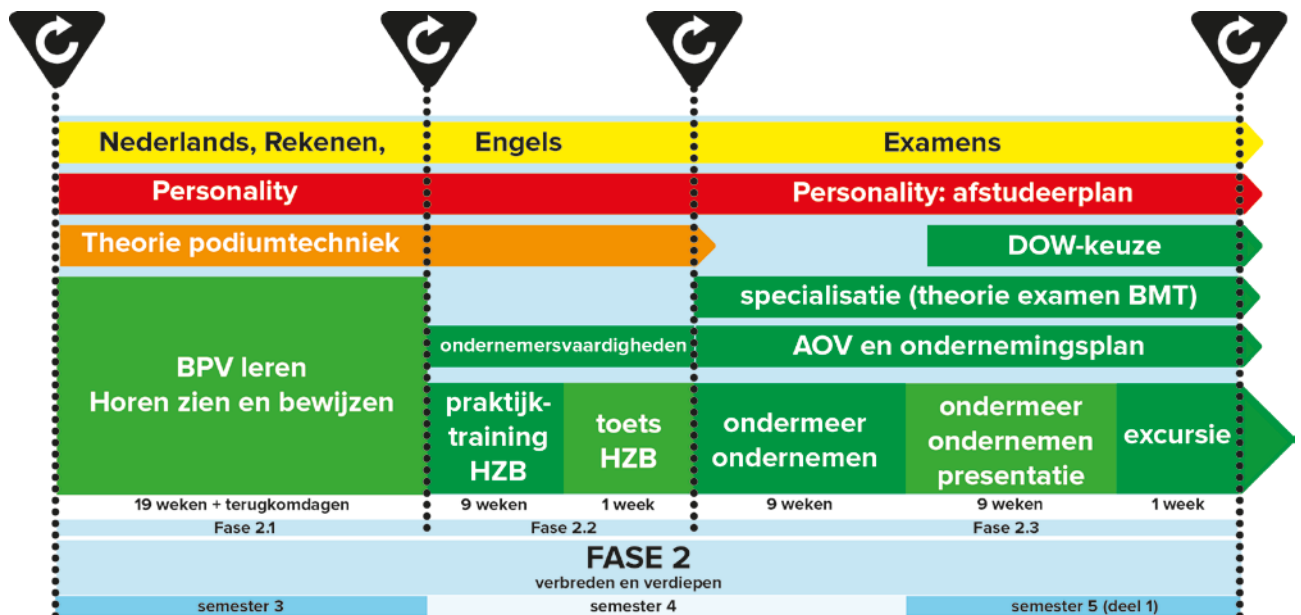 Nederlands, Rekenen, Engels Examens
Personality Personality: afstudeerplan
Theorie podiumtechniek DOW-keuze
specialisatie (theorie examen BMT)
ondernemersvaardigheden AOV en ondernemingsplan
BPV leren
Horen zien en bewijzen
praktijk-
training
HZB
toets
HZB
ondermeer
ondernemen
ondermeer
ondernemen
presentatie
excursie
19 weken + terugkomdagen 9 weken 1 week 9 weken 9 weken 1 week
Fase 2.1 Fase 2.2 Fase 2.3
FASE 2
verbreden en verdiepen
semester 3 semester 4 semester 5 (deel 1)